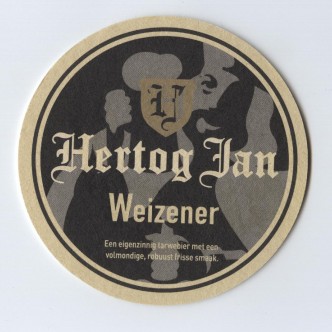 Hertog Jan
Weizener
Een eigenzinnig tarwebier met een
volmondige, robuust frisse smaak.